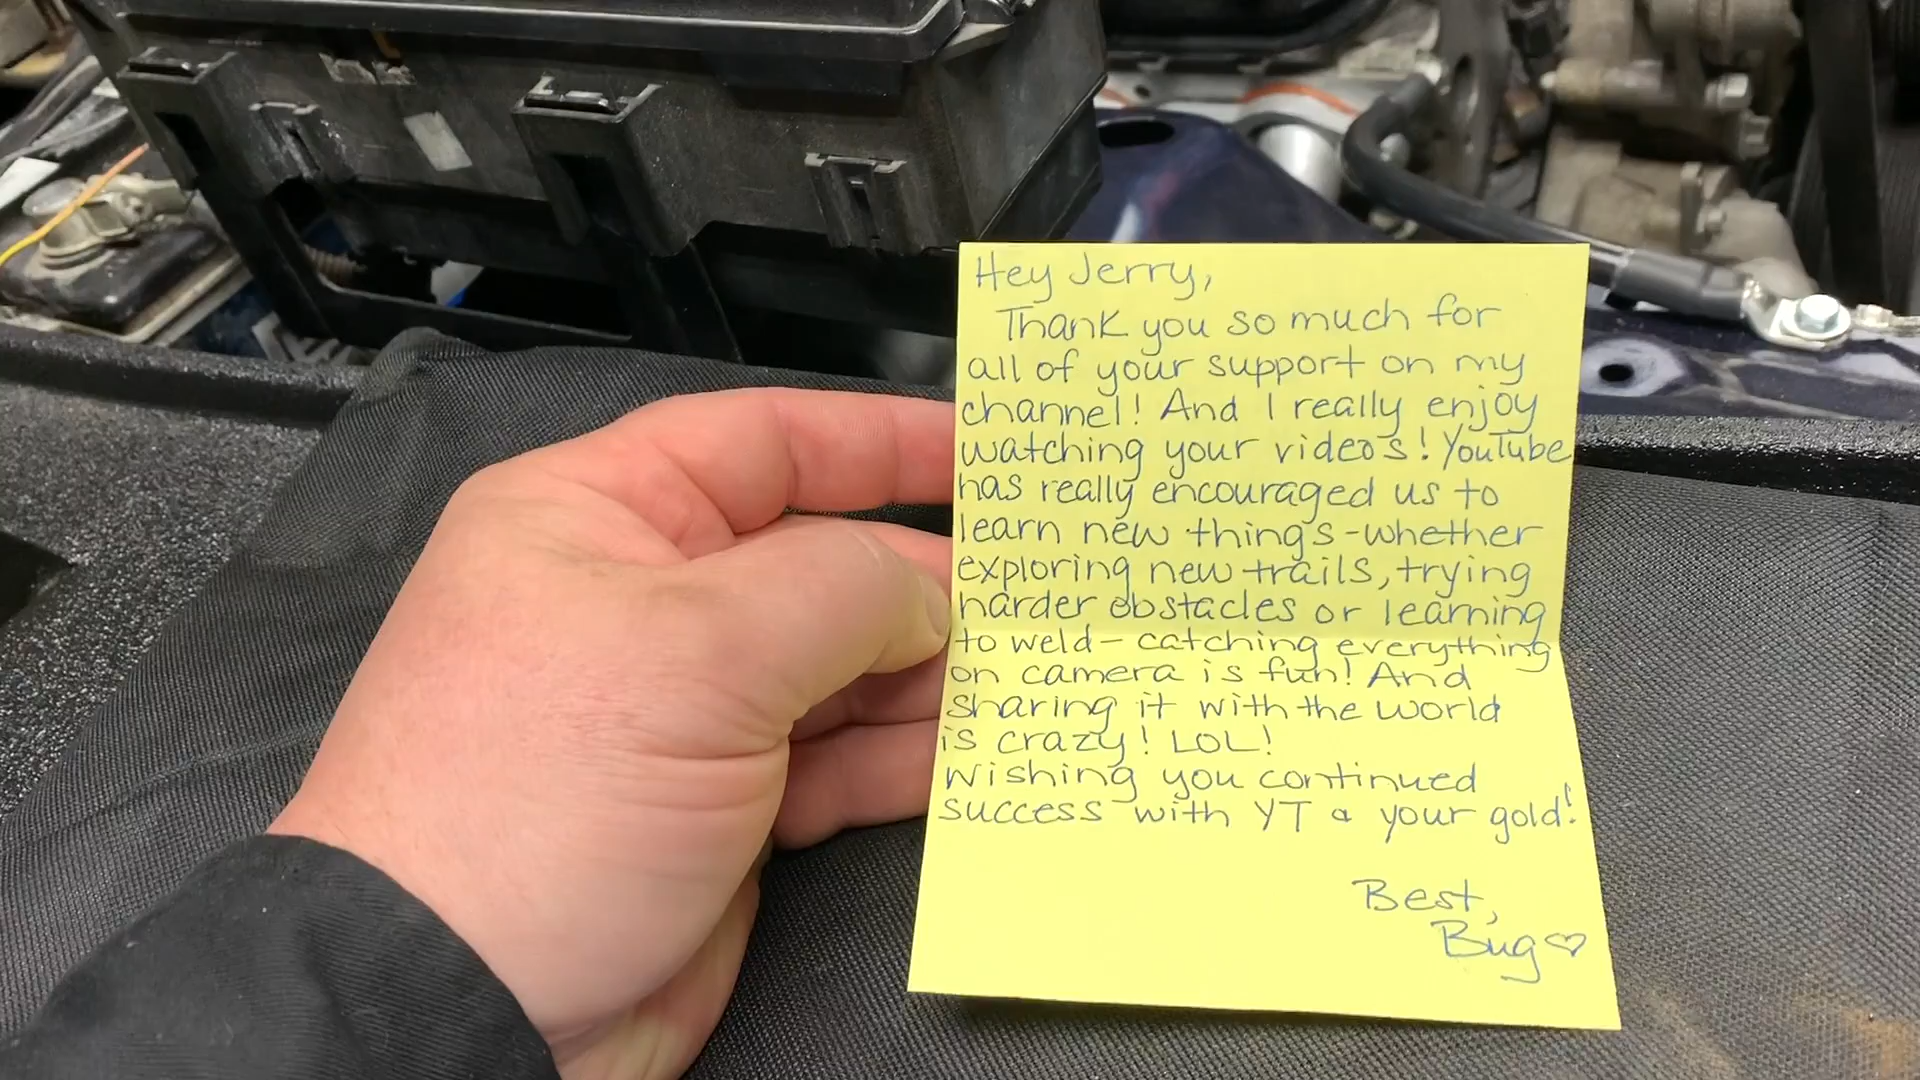 Hey Jerry,
Thank you so much for
all of your support on my
channel! And I really enjoy
watching your videos! YouTube
has really encouraged us to
learn new things-whether
exploring new trails, trying
harder obstacles or learning
to weld- catching everything
on camera is fun! And
sharing it with the world
is crazy! LOL!
Wishing you continued
success with YT & your gold!
Best,
Bug♡